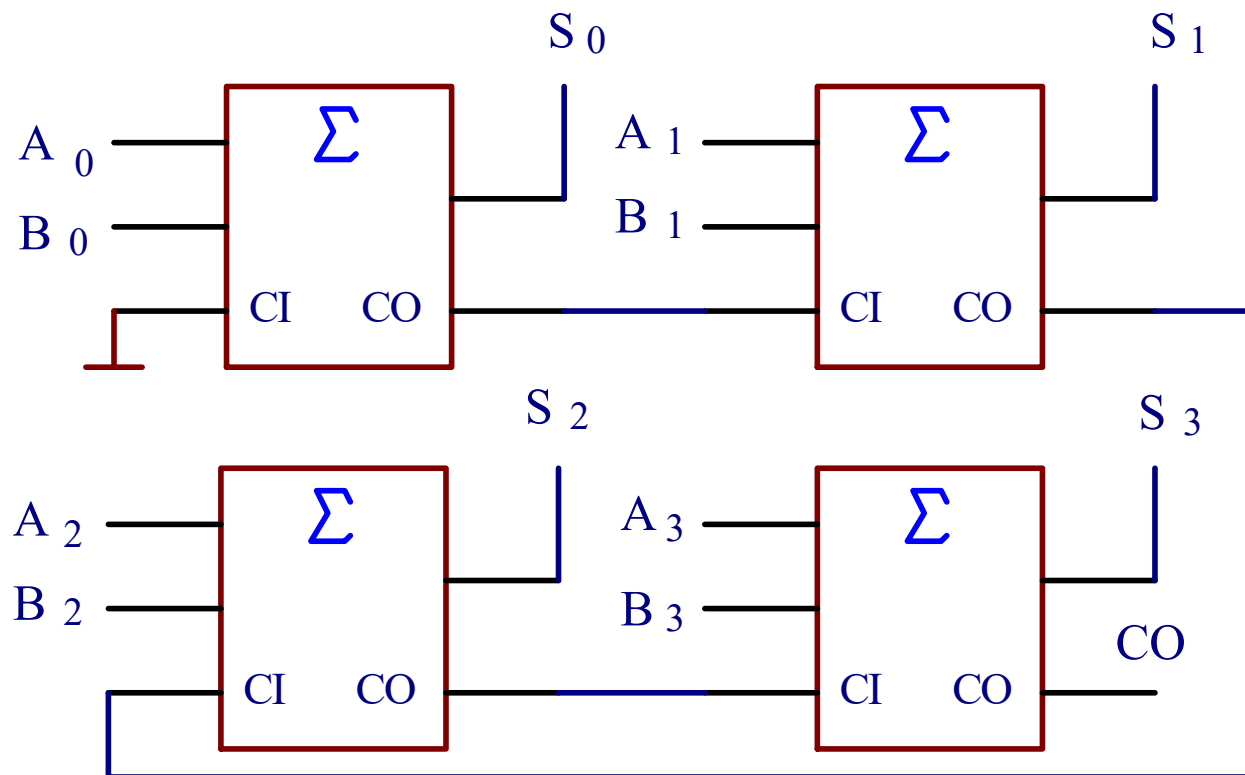 S 0 S 1
Σ Σ
A 0 A 1
B 0 B 1
CI CO CI CO
S 2 S 3
Σ Σ
A 2 A 3
B 2 B 3
CO
CI CO CI CO